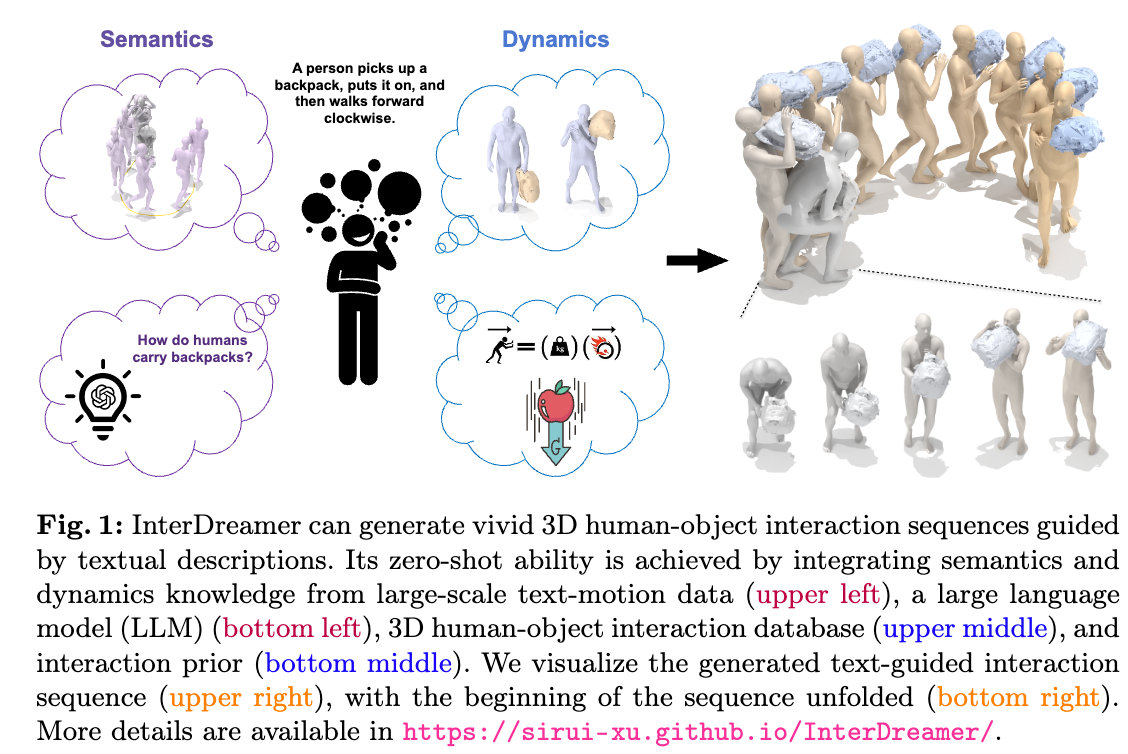 Semantics
Dynamics
A person picks up a
backpack, puts it on, and
then walks forward
clockwise.
How do humans
carry backpacks?
= (kg)( )
G
Fig. 1: InterDreamer can generate vivid 3D human-object interaction sequences guided
by textual descriptions. Its zero-shot ability is achieved by integrating semantics and
dynamics knowledge from large-scale text-motion data (upper left), a large language
model (LLM) (bottom left), 3D human-object interaction database (upper middle), and
interaction prior (bottom middle). We visualize the generated text-guided interaction
sequence (upper right), with the beginning of the sequence unfolded (bottom right).
More details are available in https://sirui-xu.github.io/InterDreamer/.